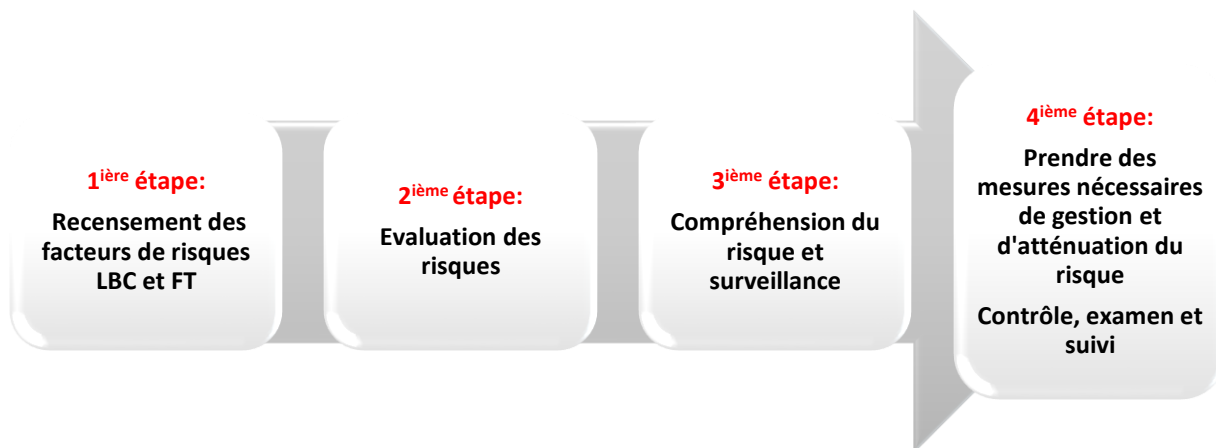 1ière étape:
Recensement des
facteurs de risques
LBC et FT
2ième étape:
Evaluation des
risques
3ième étape:
Compréhension du
risque et
surveillance
4ième étape:
Prendre des
mesures nécessaires
de gestion et
d'atténuation du
risque
Contrôle, examen et
suivi